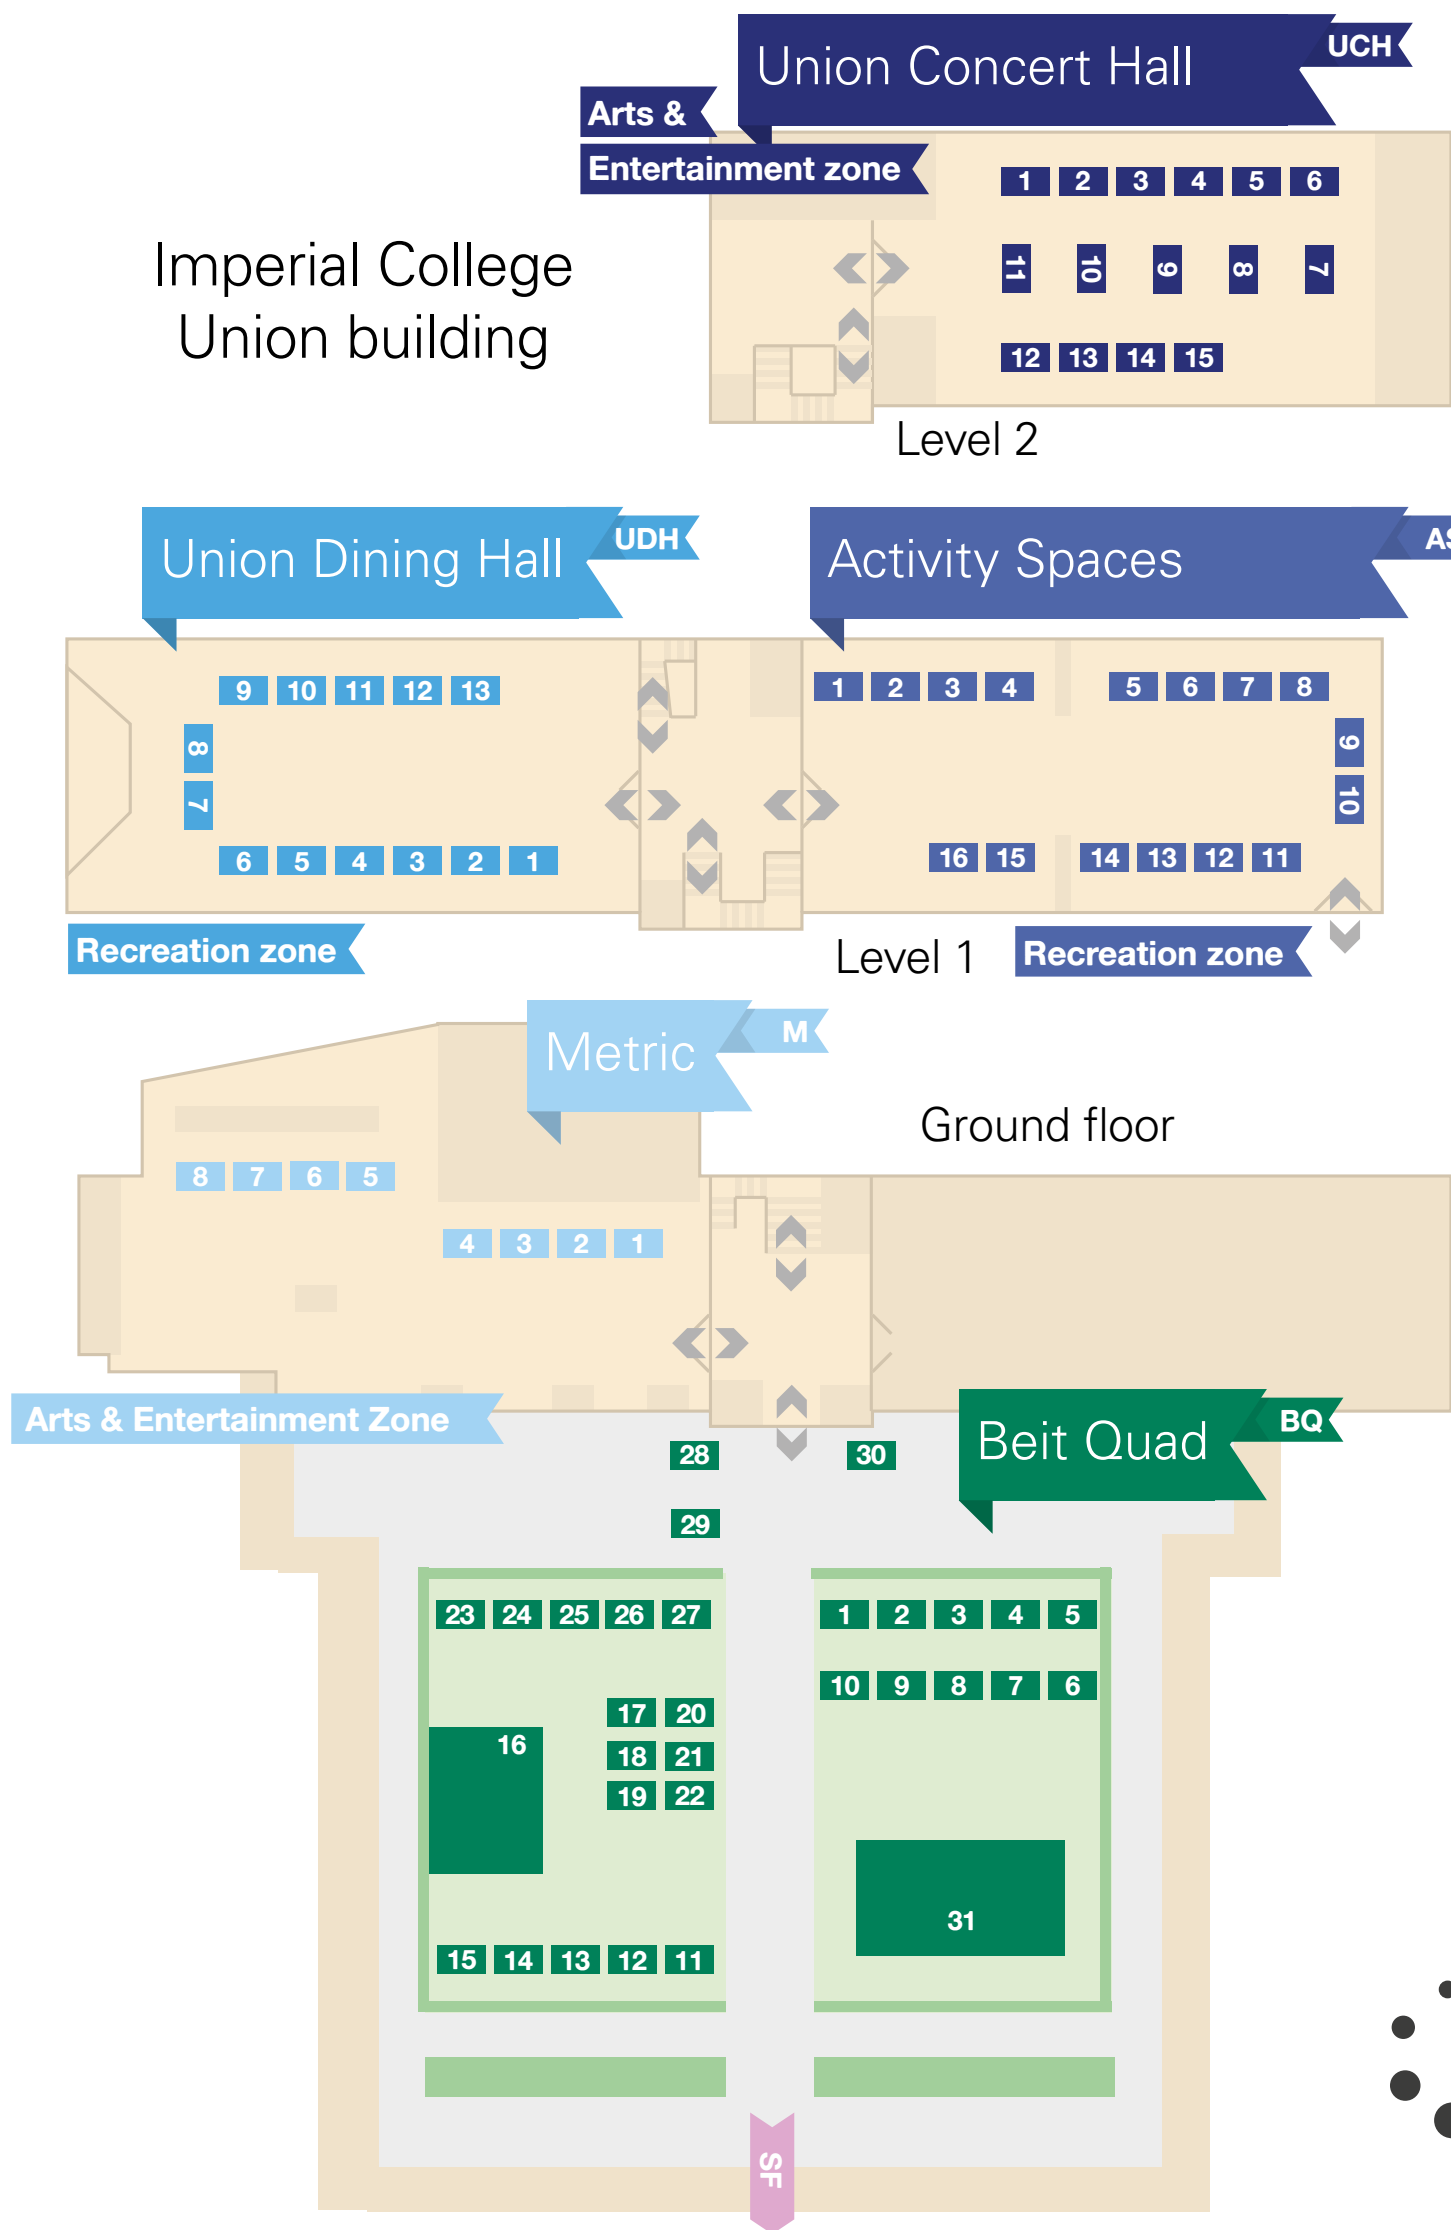 Union Concert Hall
UCH
Arts &
Entertainment zone
1 2 3 4 5 6
Imperial College
Union building
11 10 9 8 7
12 13 14 15
Level 2
Union Dining Hall
UDH
Activity Spaces
AS
9 10 11 12 13
1 2 3 4
5 6 7 8
8
7
9
10
6 5 4 3 2 1
16 15
14 13 12 11
Recreation zone
Level 1
Recreation zone
Metric
M
Ground floor
8 7 6 5
4 3 2 1
Arts & Entertainment Zone
Beit Quad
BQ
28
30
29
23 24 25 26 27
1 2 3 4 5
10 9 8 7 6
17 20
16
18 21
19 22
31
15 14 13 12 11
SF